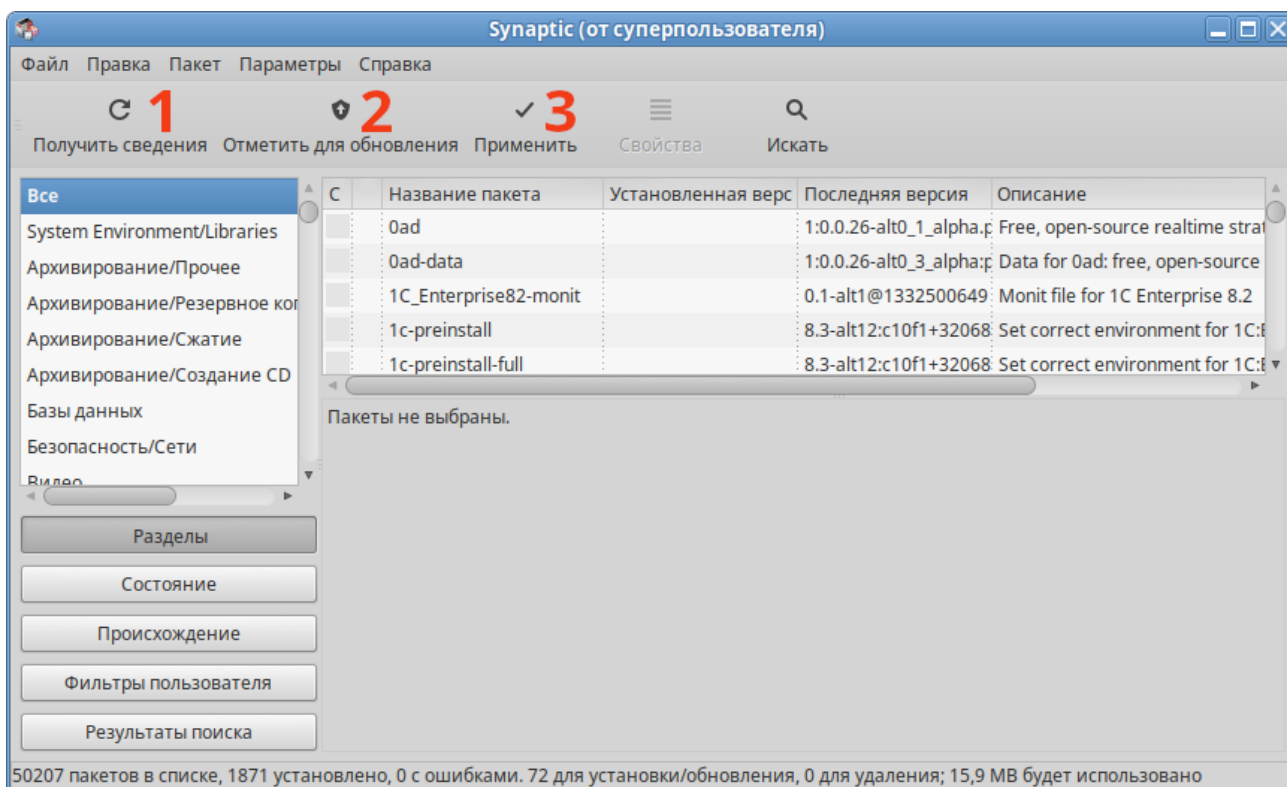 Synaptic (от суперпользователя)
Файл Правка Пакет Параметры Справка
1 2 3
Получить сведения Отметить для обновления Применить Свойства Искать
Все
System Environment/Libraries
Архивирование/Прочее
Архивирование/Резервное коп
Архивирование/Сжатие
Архивирование/Создание CD
Базы данных
Безопасность/Сети
Видео
С Название пакета Установленная верс Последняя версия Описание
0ad 1:0.0.26-alt0_1_alpha.p Free, open-source realtime strat
0ad-data 1:0.0.26-alt0_3_alpha:p Data for 0ad: free, open-source
1C_Enterprise82-monit 0.1-alt1@1332500649 Monit file for 1C Enterprise 8.2
1c-preinstall 8.3-alt12:c10f1+32068 Set correct environment for 1C:E
1c-preinstall-full 8.3-alt12:c10f1+32068 Set correct environment for 1C:E
Пакеты не выбраны.
Разделы
Состояние
Происхождение
Фильтры пользователя
Результаты поиска
50207 пакетов в списке, 1871 установлено, 0 с ошибками. 72 для установки/обновления, 0 для удаления; 15,9 MB будет использовано